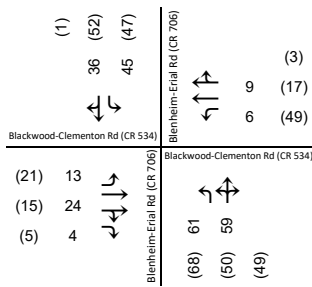 (1) (52) (47)
36 45
Blackwood-Clementon Rd (CR 534)
Blenheim-Erial Rd (CR 706)
(3)
9 (17)
6 (49)
(21) 13
(15) 24
(5) 4
Blenheim-Erial Rd (CR 706)
Blackwood-Clementon Rd (CR 534)
61 59
(68) (50) (49)